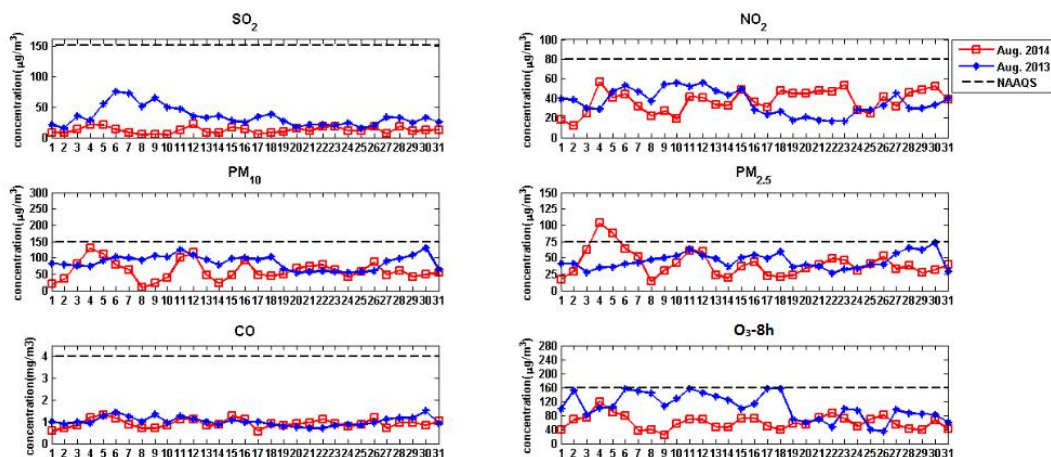 SO2
concentration(μg/m3)
150
100
50
0
1 2 3 4 5 6 7 8 9 10 11 12 13 14 15 16 17 18 19 20 21 22 23 24 25 26 27 28 29 30 31
NO2
concentration(μg/m3)
100
80
60
40
20
0
1 2 3 4 5 6 7 8 9 10 11 12 13 14 15 16 17 18 19 20 21 22 23 24 25 26 27 28 29 30 31
Aug. 2014
Aug. 2013
NAAQS
PM10
concentration(μg/m3)
300
250
200
150
100
50
0
1 2 3 4 5 6 7 8 9 10 11 12 13 14 15 16 17 18 19 20 21 22 23 24 25 26 27 28 29 30 31
PM2.5
concentration(μg/m3)
150
125
100
75
50
25
0
1 2 3 4 5 6 7 8 9 10 11 12 13 14 15 16 17 18 19 20 21 22 23 24 25 26 27 28 29 30 31
CO
concentration(mg/m3)
4
3
2
1
0
1 2 3 4 5 6 7 8 9 10 11 12 13 14 15 16 17 18 19 20 21 22 23 24 25 26 27 28 29 30 31
O3-8h
concentration(μg/m3)
280
240
200
160
120
80
40
0
1 2 3 4 5 6 7 8 9 10 11 12 13 14 15 16 17 18 19 20 21 22 23 24 25 26 27 28 29 30 31